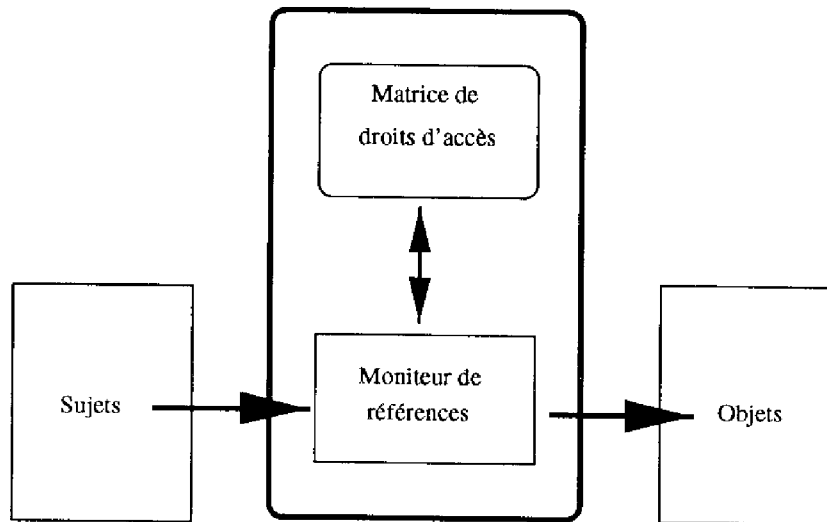 Matrice de
droits d'accès
Sujets
Moniteur de
références
Objets